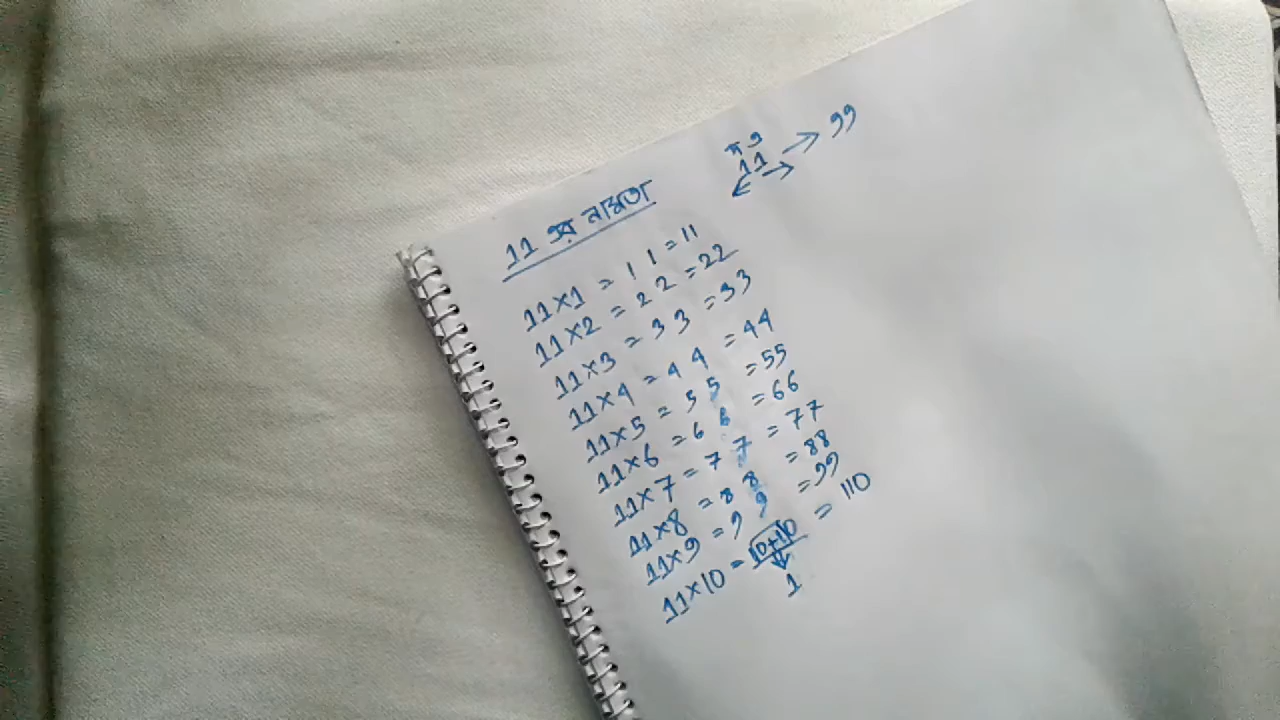 11 এর নামতা
11 → 99
11×1 = 1 1 = 11
11×2 = 2 2 = 22
11×3 = 3 3 = 33
11×4 = 4 4 = 44
11×5 = 5 5 = 55
11×6 = 6 6 = 66
11×7 = 7 7 = 77
11×8 = 8 8 = 88
11×9 = 9 9 = 99
11×10 = 10+10 = 110
1